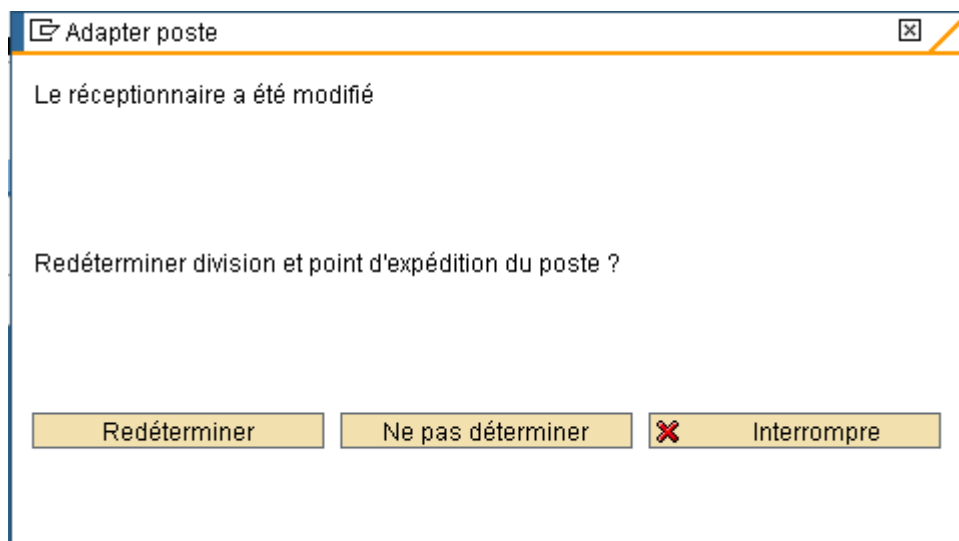 Adapter poste
Le réceptionnaire a été modifié
Redéterminer division et point d'expédition du poste ?
Redéterminer
Ne pas déterminer
Interrompre